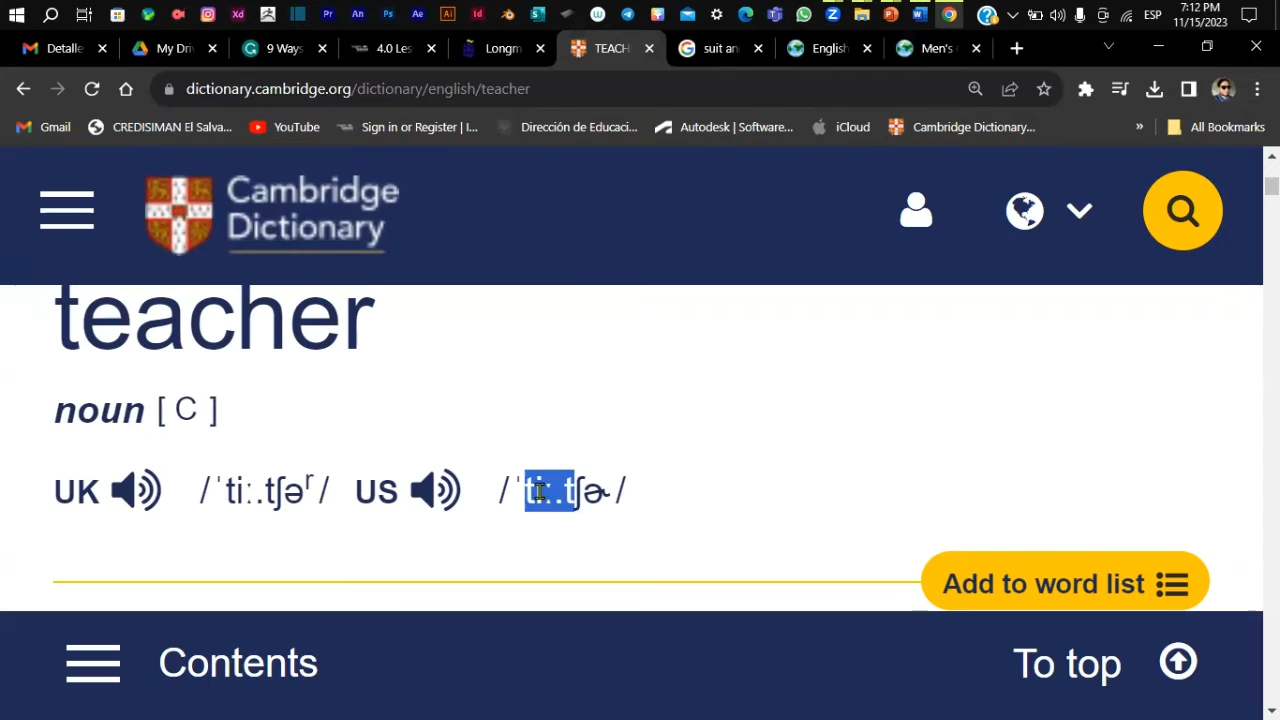 ESP
7:12 PM
11/15/2023
Detalle
My Dri
9 Ways
4.0 Les
Longm
TEACH
suit an
English
Men's
dictionary.cambridge.org/dictionary/english/teacher
Gmail
CREDISIMAN El Salva...
YouTube
Sign in or Register | I...
Dirección de Educaci...
Autodesk | Software...
iCloud
Cambridge Dictionary...
»
All Bookmarks
Cambridge
Dictionary
teacher
noun [ C ]
UK /ˈtiː.tʃəʳ/ US /ˈtiː.tʃɚ/
Add to word list
Contents
To top